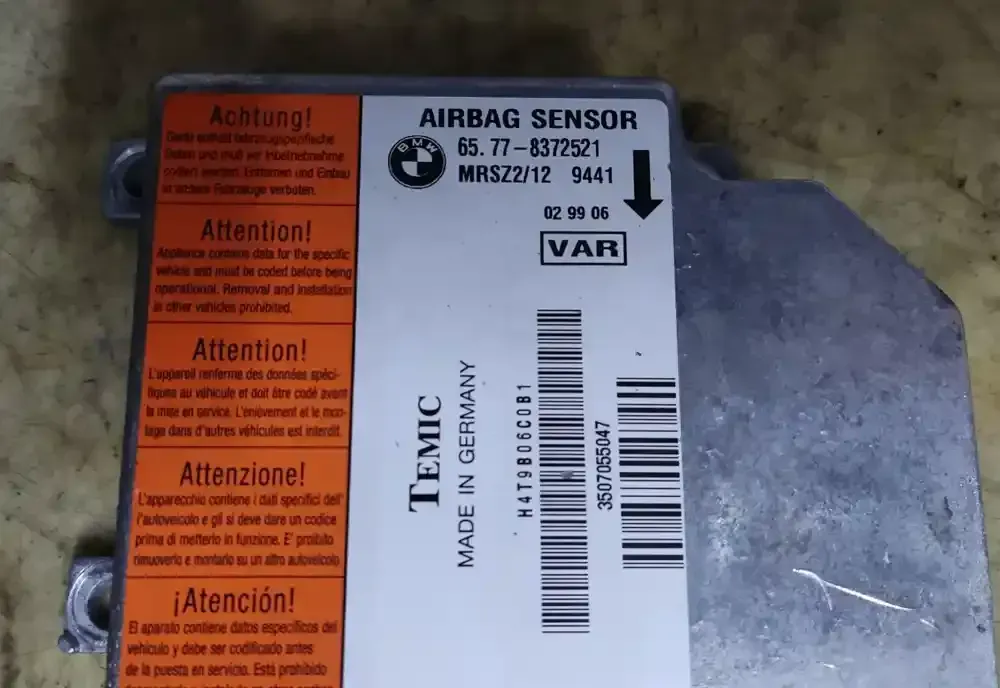 Achtung!
Gerät enthält fahrzeugspezifische
Daten und muß vor Inbetriebnahme
codiert werden. Entfernen und Einbau
in andere Fahrzeuge verboten.
Attention!
Appliance contains data for the specific
vehicle and must be coded before being
operational. Removal and installation
in other vehicles prohibited.
Attention!
L'appareil renferme des données spéci-
fiques au véhicule et doit être codé avant
la mise en service. L'enlèvement et le mon-
tage dans d'autres véhicules est interdit.
Attenzione!
L'apparecchio contiene i dati specifici dell'
l'autoveicolo e gli si deve dare un codice
prima di metterlo in funzione. E' proibito
rimuoverlo e montarlo su un altro autoveicolo
¡Atención!
El aparato contiene datos específicos del
vehículo y debe ser codificado antes
de la puesta en servicio. Está prohibido
AIRBAG SENSOR
BMW
65.77-8372521
MRSZ2/12 9441
02 99 06
VAR
TEMIC
MADE IN GERMANY
H4T9B06C0B1
3507055047